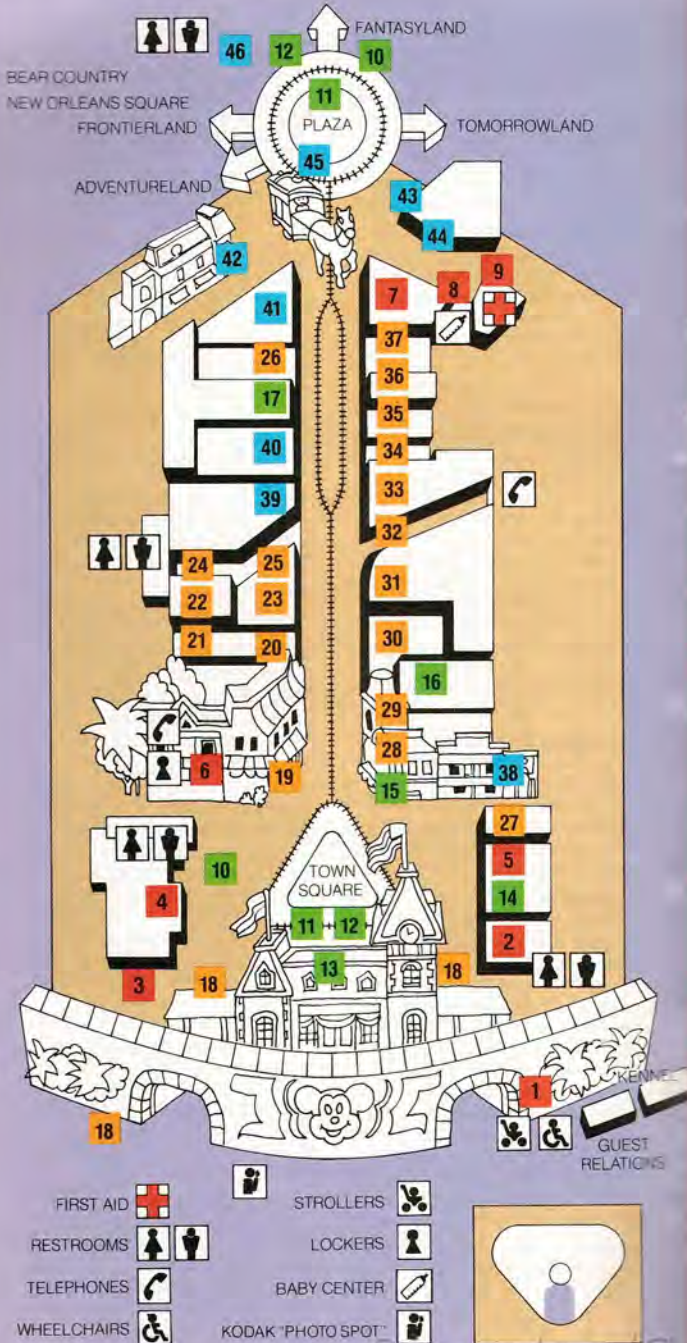 FANTASYLAND
46 12 10
BEAR COUNTRY
NEW ORLEANS SQUARE
11
FRONTIERLAND
PLAZA
TOMORROWLAND
45
ADVENTURELAND
43
44
42
9
8
7
41
37
26
36
17
35
40
34
33
39
32
25
24
31
23
22
30
21 20
16
29
28
6 19
38
15
27
5
10
TOWN
SQUARE
4
14
11 12
2
13
18 18
3
KENNEL
1
18
GUEST
RELATIONS
FIRST AID
STROLLERS
RESTROOMS
LOCKERS
TELEPHONES
BABY CENTER
WHEELCHAIRS
KODAK "PHOTO SPOT"